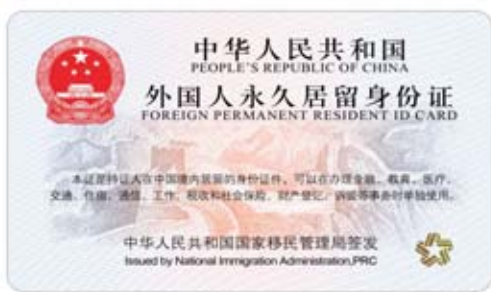 中华人民共和国
PEOPLE'S REPUBLIC OF CHINA
外国人永久居留身份证
FOREIGN PERMANENT RESIDENT ID CARD
本证是持证人在中国境内居留的身份证件，可以在办理金融、教育、医疗、
交通、住宿、通信、工作、税收和社会保险、财产登记、诉讼等事务时单独使用。
中华人民共和国国家移民管理局签发
Issued by National Immigration Administration,PRC